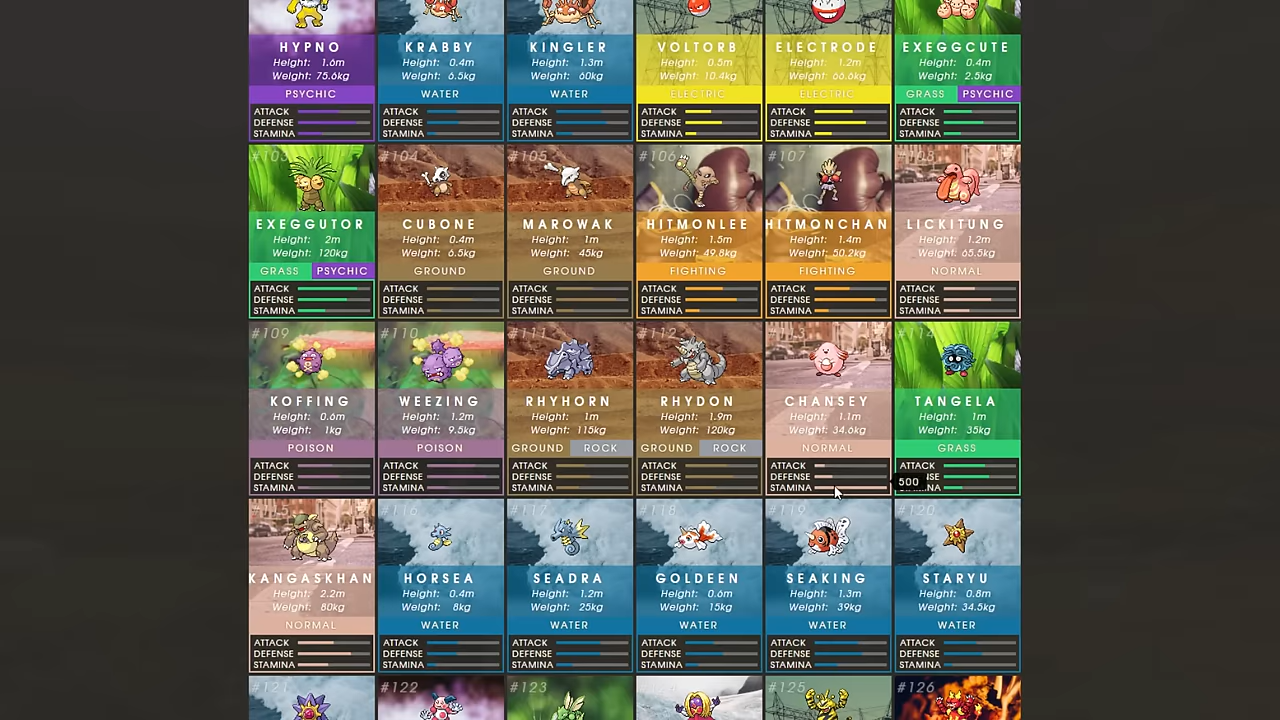 HYPNO KRABBY KINGLER VOLTORB ELECTRODE EXEGGCUTE
Height: 1.6m Height: 0.4m Height: 1.3m Height: 0.5m Height: 1.2m Height: 0.4m
Weight: 75.6kg Weight: 6.5kg Weight: 60kg Weight: 10.4kg Weight: 66.6kg Weight: 2.5kg
PSYCHIC WATER WATER ELECTRIC ELECTRIC GRASS PSYCHIC
ATTACK ATTACK ATTACK ATTACK ATTACK ATTACK
DEFENSE DEFENSE DEFENSE DEFENSE DEFENSE DEFENSE
STAMINA STAMINA STAMINA STAMINA STAMINA STAMINA
#103 #104 #105 #106 #107 #108
EXEGGUTOR CUBONE MAROWAK HITMONLEE HITMONCHAN LICKITUNG
Height: 2m Height: 0.4m Height: 1m Height: 1.5m Height: 1.4m Height: 1.2m
Weight: 120kg Weight: 6.5kg Weight: 45kg Weight: 49.8kg Weight: 50.2kg Weight: 65.5kg
GRASS PSYCHIC GROUND GROUND FIGHTING FIGHTING NORMAL
ATTACK ATTACK ATTACK ATTACK ATTACK ATTACK
DEFENSE DEFENSE DEFENSE DEFENSE DEFENSE DEFENSE
STAMINA STAMINA STAMINA STAMINA STAMINA STAMINA
#109 #110 #111 #112 #113 #114
KOFFING WEEZING RHYHORN RHYDON CHANSEY TANGELA
Height: 0.6m Height: 1.2m Height: 1m Height: 1.9m Height: 1.1m Height: 1m
Weight: 1kg Weight: 9.5kg Weight: 115kg Weight: 120kg Weight: 34.6kg Weight: 35kg
POISON POISON GROUND ROCK GROUND ROCK NORMAL GRASS
ATTACK ATTACK ATTACK ATTACK ATTACK ATTACK
DEFENSE DEFENSE DEFENSE DEFENSE DEFENSE
500
STAMINA STAMINA STAMINA STAMINA STAMINA
#115 #116 #117 #118 #119 #120
KANGASKHAN HORSEA SEADRA GOLDEEN SEAKING STARYU
Height: 2.2m Height: 0.4m Height: 1.2m Height: 0.6m Height: 1.3m Height: 0.8m
Weight: 80kg Weight: 8kg Weight: 25kg Weight: 15kg Weight: 39kg Weight: 34.5kg
NORMAL WATER WATER WATER WATER WATER
ATTACK ATTACK ATTACK ATTACK ATTACK ATTACK
DEFENSE DEFENSE DEFENSE DEFENSE DEFENSE DEFENSE
STAMINA STAMINA STAMINA STAMINA STAMINA STAMINA
#121 #122 #123 #125 #126